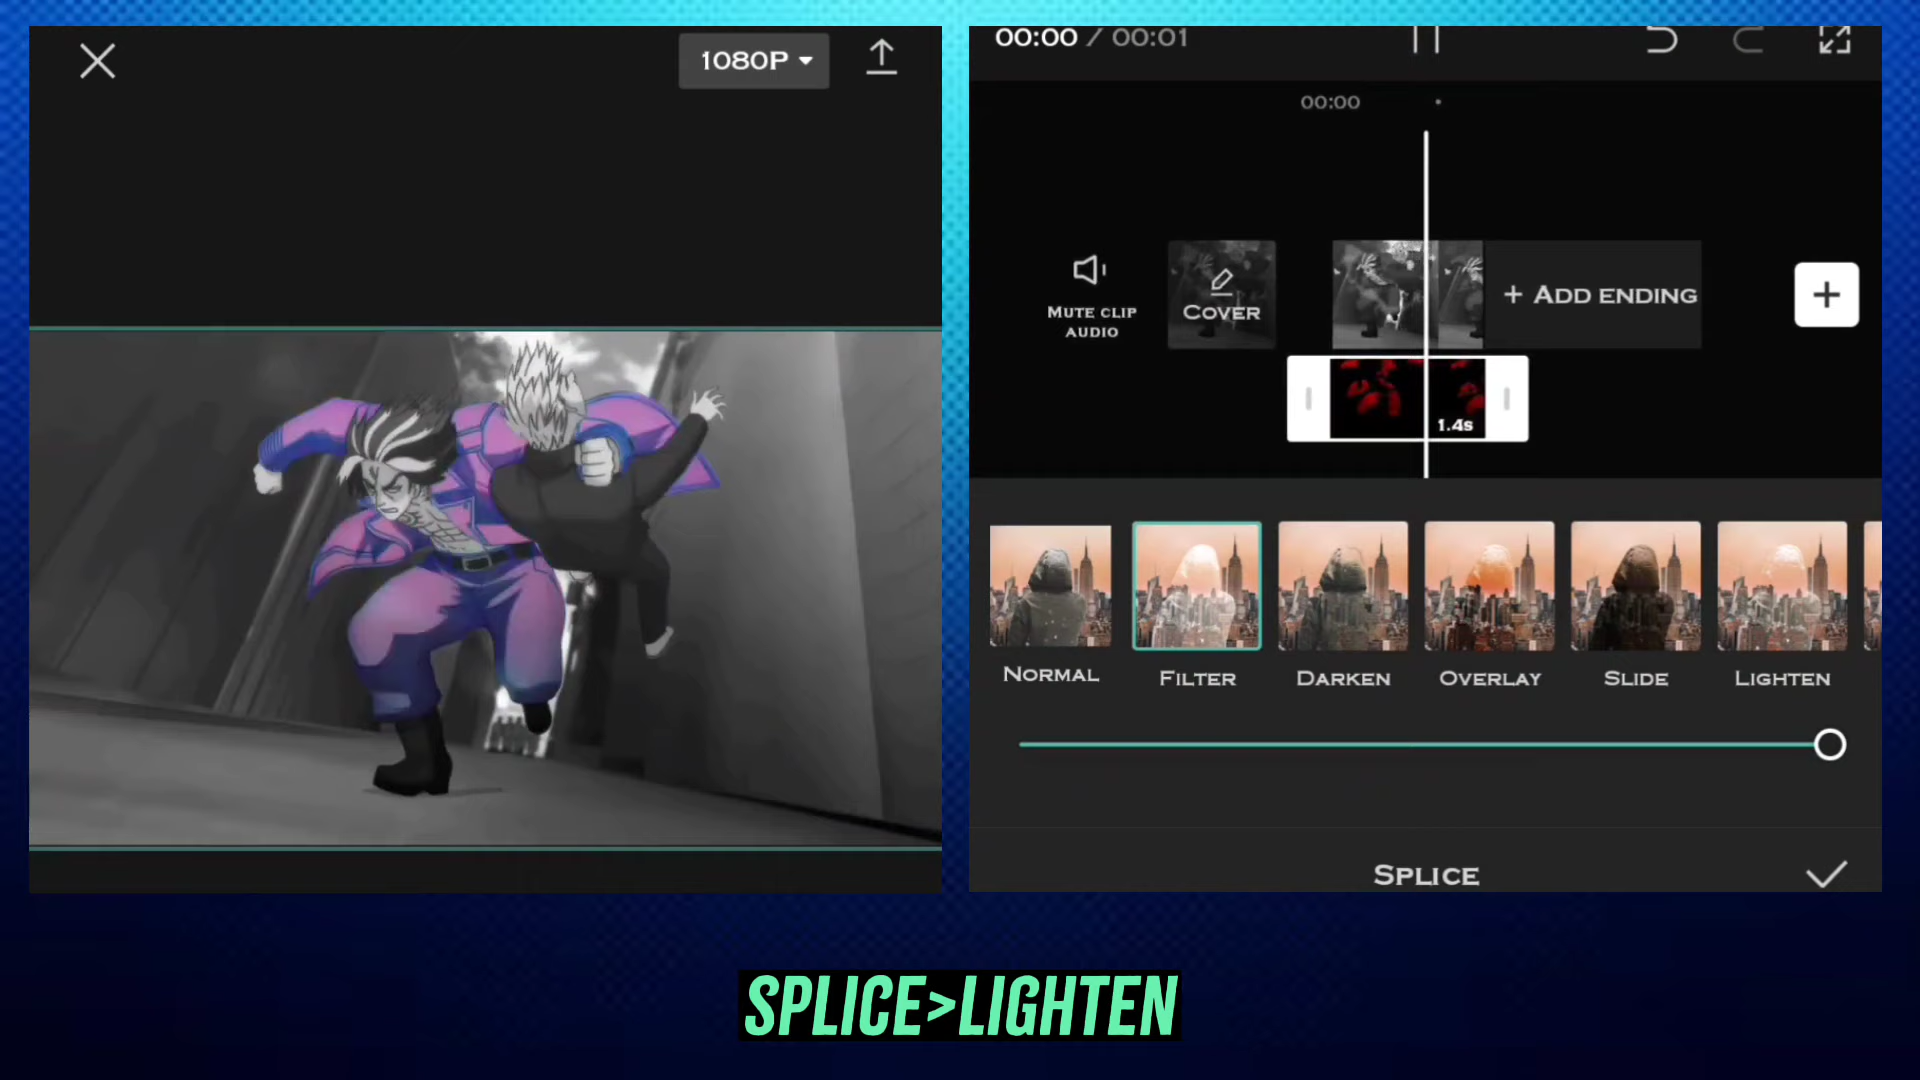 1080P
00:00 / 00:01
00:00
MUTE CLIP
AUDIO
COVER
+ ADD ENDING
+
1.4s
NORMAL
FILTER
DARKEN
OVERLAY
SLIDE
LIGHTEN
SPLICE
SPLICE>LIGHTEN